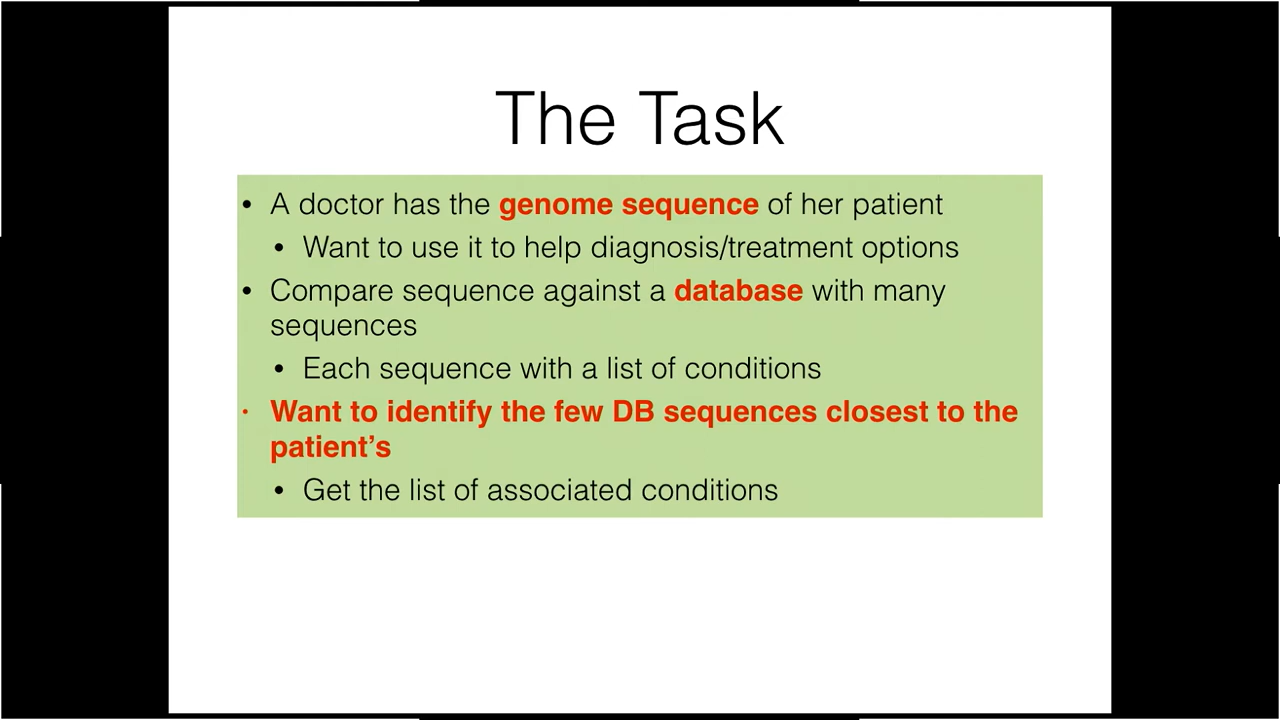 The Task
• A doctor has the genome sequence of her patient
• Want to use it to help diagnosis/treatment options
• Compare sequence against a database with many
sequences
• Each sequence with a list of conditions
• Want to identify the few DB sequences closest to the
patient’s
• Get the list of associated conditions